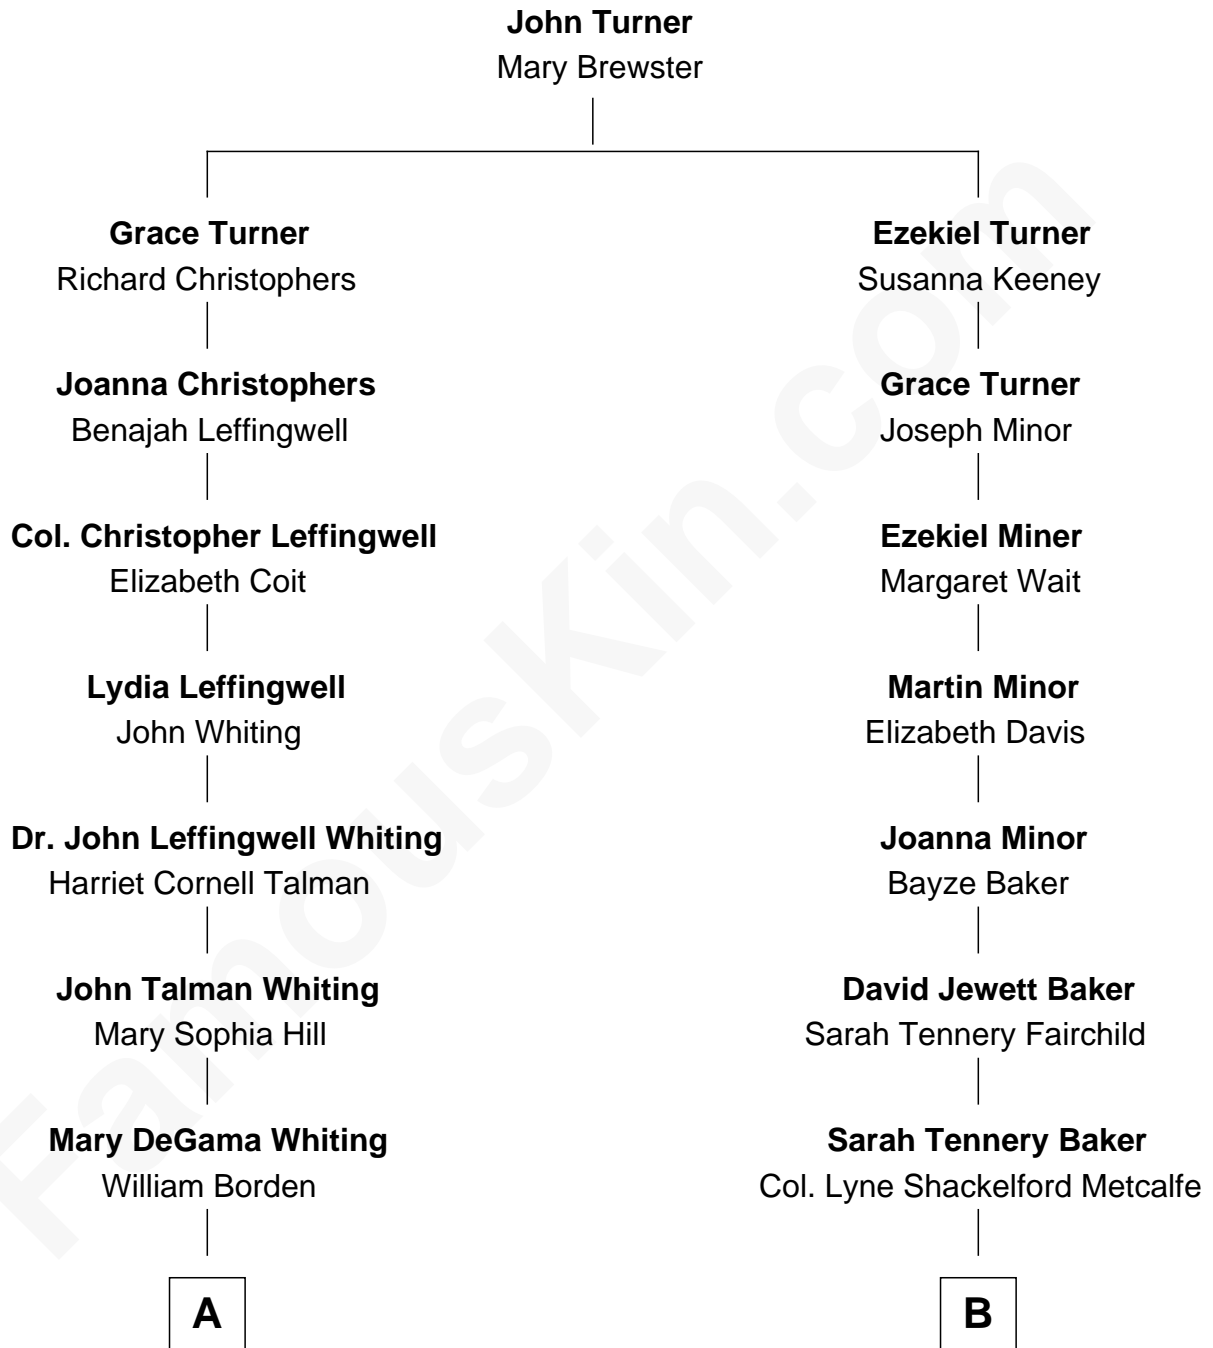 John Turner
Mary Brewster
Grace Turner
Richard Christophers
Ezekiel Turner
Susanna Keeney
Joanna Christophers
Benajah Leffingwell
Grace Turner
Joseph Minor
Col. Christopher Leffingwell
Elizabeth Coit
Ezekiel Miner
Margaret Wait
Lydia Leffingwell
John Whiting
Martin Minor
Elizabeth Davis
Dr. John Leffingwell Whiting
Harriet Cornell Talman
Joanna Minor
Bayze Baker
John Talman Whiting
Mary Sophia Hill
David Jewett Baker
Sarah Tennery Fairchild
Mary DeGama Whiting
William Borden
Sarah Tennery Baker
Col. Lyne Shackelford Metcalfe
A
B
FamousKin.com